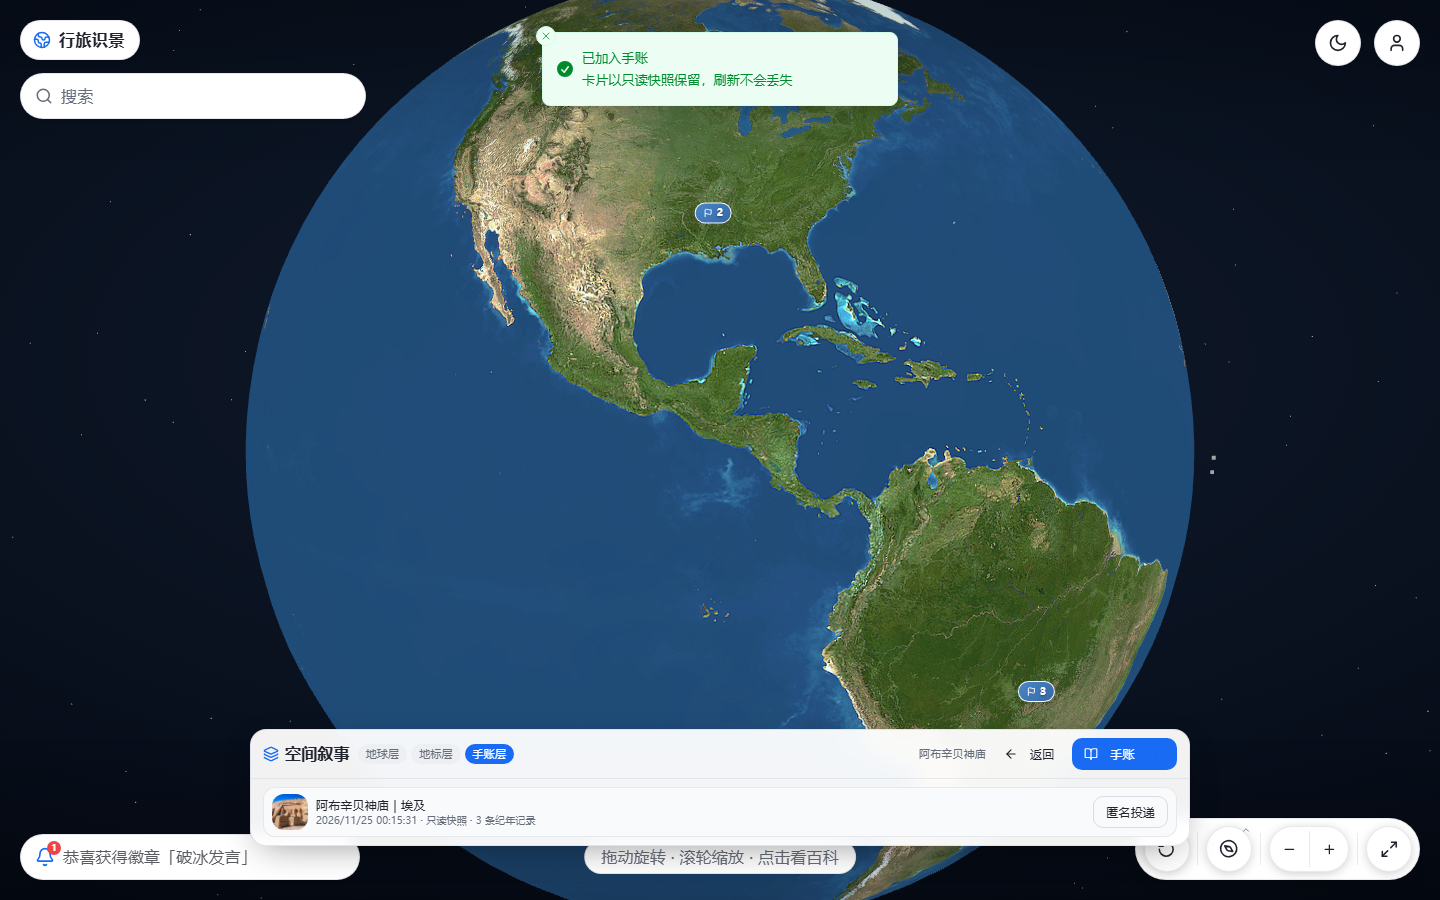 行旅识景
搜索
已加入手账
卡片以只读快照保留，刷新不会丢失
2
3
空间叙事 地球层 地标层 手账层 阿布辛贝神庙 返回 手账
阿布辛贝神庙 | 埃及
2026/11/25 00:15:31 · 只读快照 · 3 条纪年记录
匿名投递
1
恭喜获得徽章「破冰发言」
拖动旋转 · 滚轮缩放 · 点击看百科